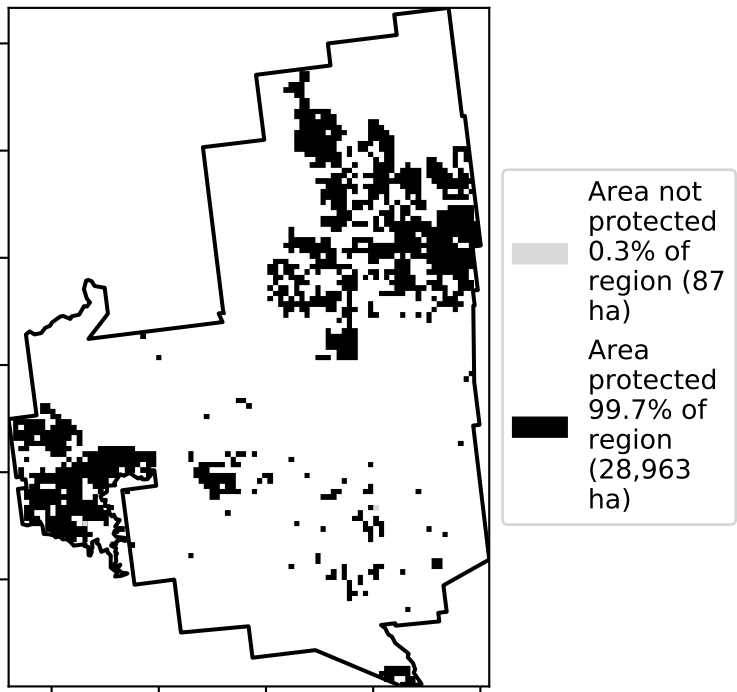 Area not
protected
0.3% of
region (87
ha)
Area
protected
99.7% of
region
(28,963
ha)